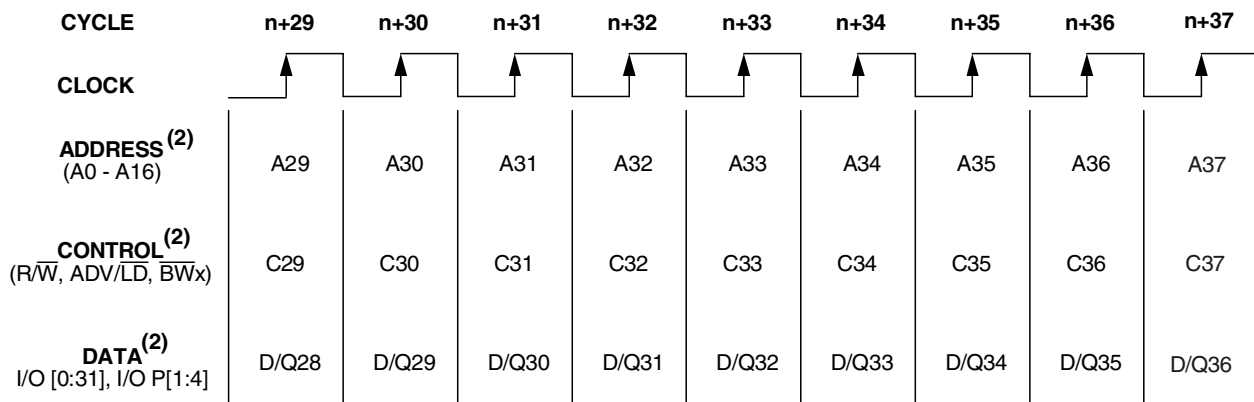 CYCLE n+29 n+30 n+31 n+32 n+33 n+34 n+35 n+36 n+37
CLOCK
ADDRESS(2)
(A0 - A16) A29 A30 A31 A32 A33 A34 A35 A36 A37
CONTROL(2)
(R/W̅, ADV/L̅D̅, B̅W̅x) C29 C30 C31 C32 C33 C34 C35 C36 C37
DATA(2)
I/O [0:31], I/O P[1:4] D/Q28 D/Q29 D/Q30 D/Q31 D/Q32 D/Q33 D/Q34 D/Q35 D/Q36